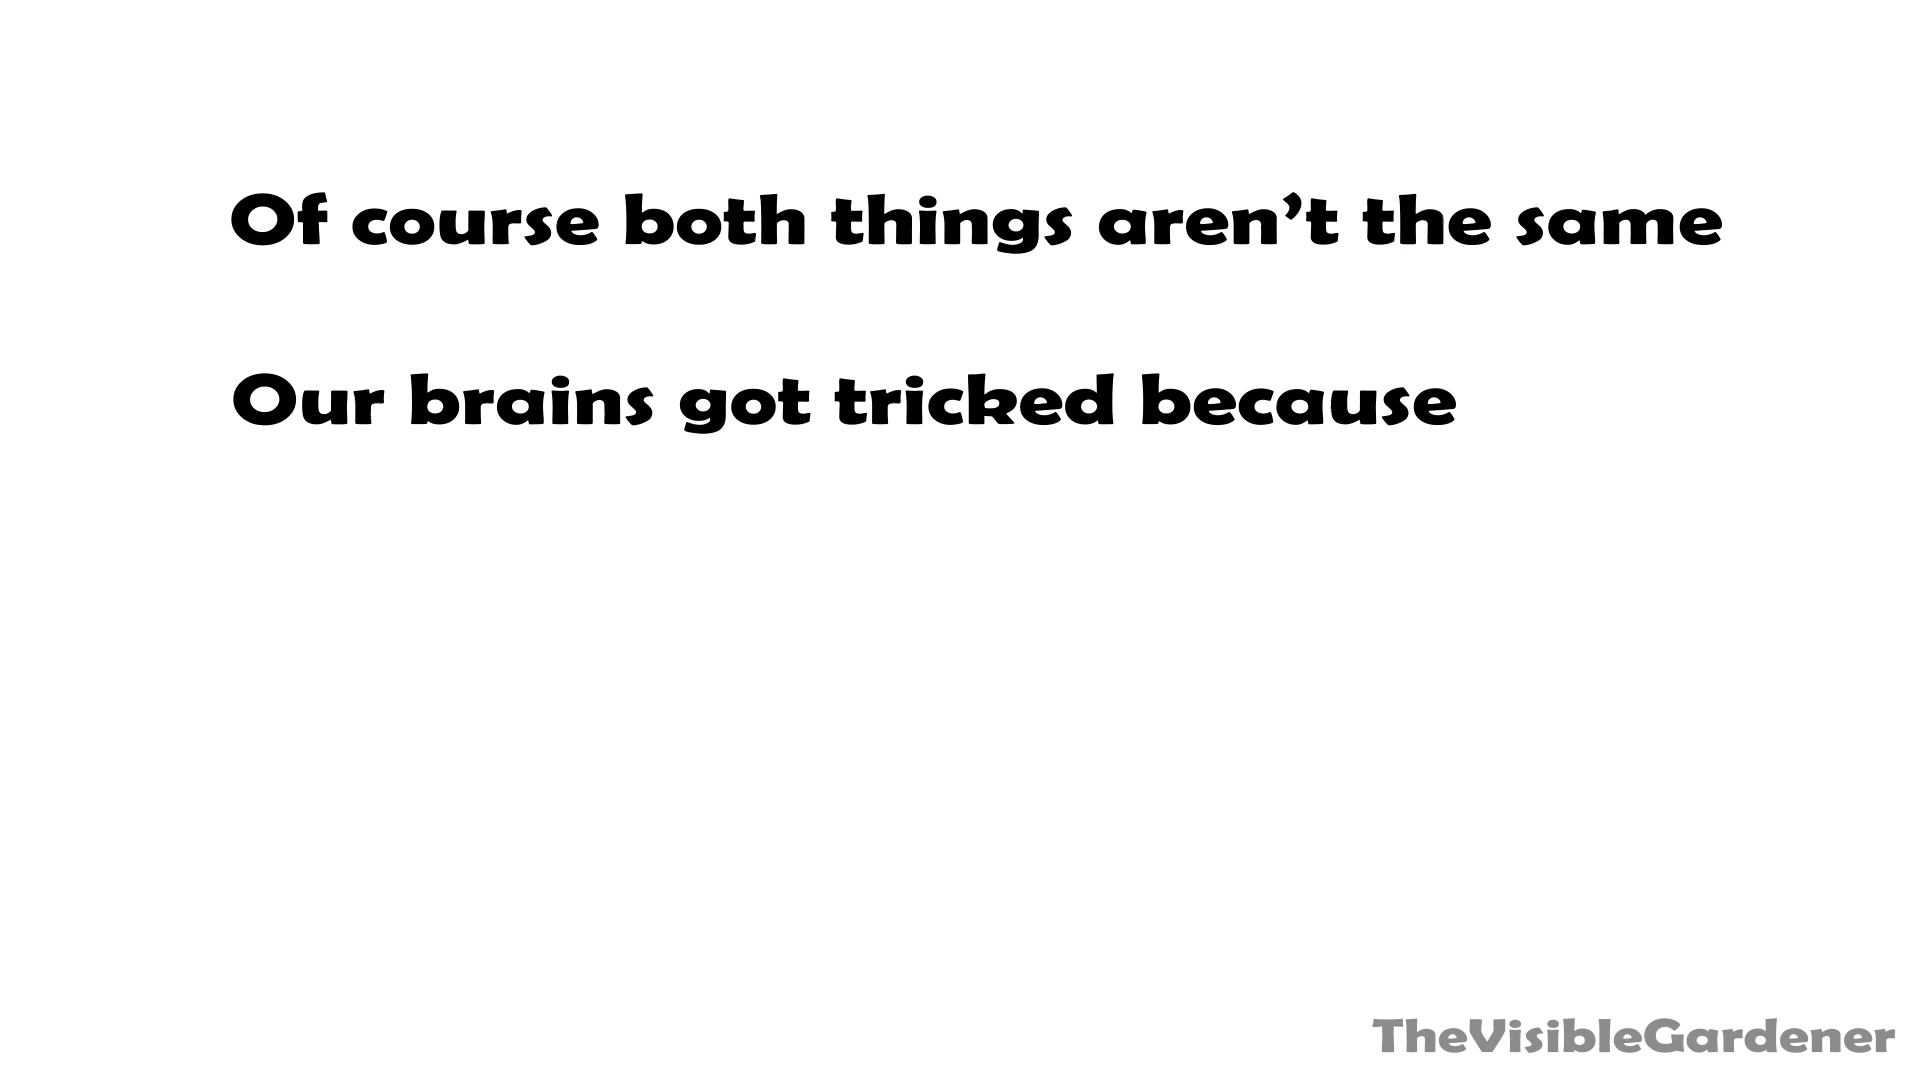 Of course both things aren’t the same
Our brains got tricked because
TheVisibleGardener